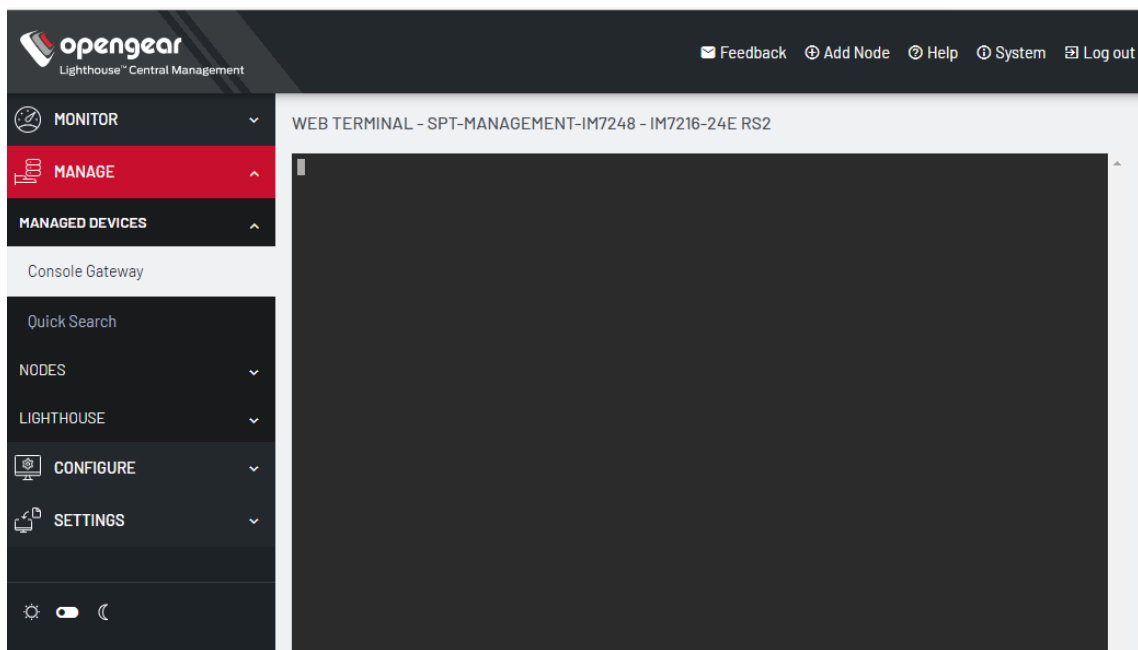 opengear
Lighthouse™ Central Management
Feedback Add Node Help System Log out
MONITOR
MANAGE
MANAGED DEVICES
Console Gateway
Quick Search
NODES
LIGHTHOUSE
CONFIGURE
SETTINGS
WEB TERMINAL - SPT-MANAGEMENT-IM7248 - IM7216-24E RS2